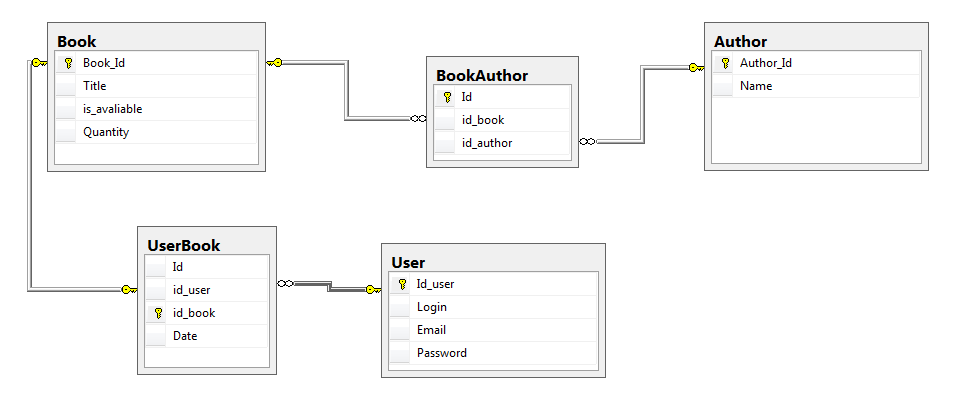 Book
Book_Id
Title
is_avaliable
Quantity
BookAuthor
Id
id_book
id_author
Author
Author_Id
Name
UserBook
Id
id_user
id_book
Date
User
Id_user
Login
Email
Password